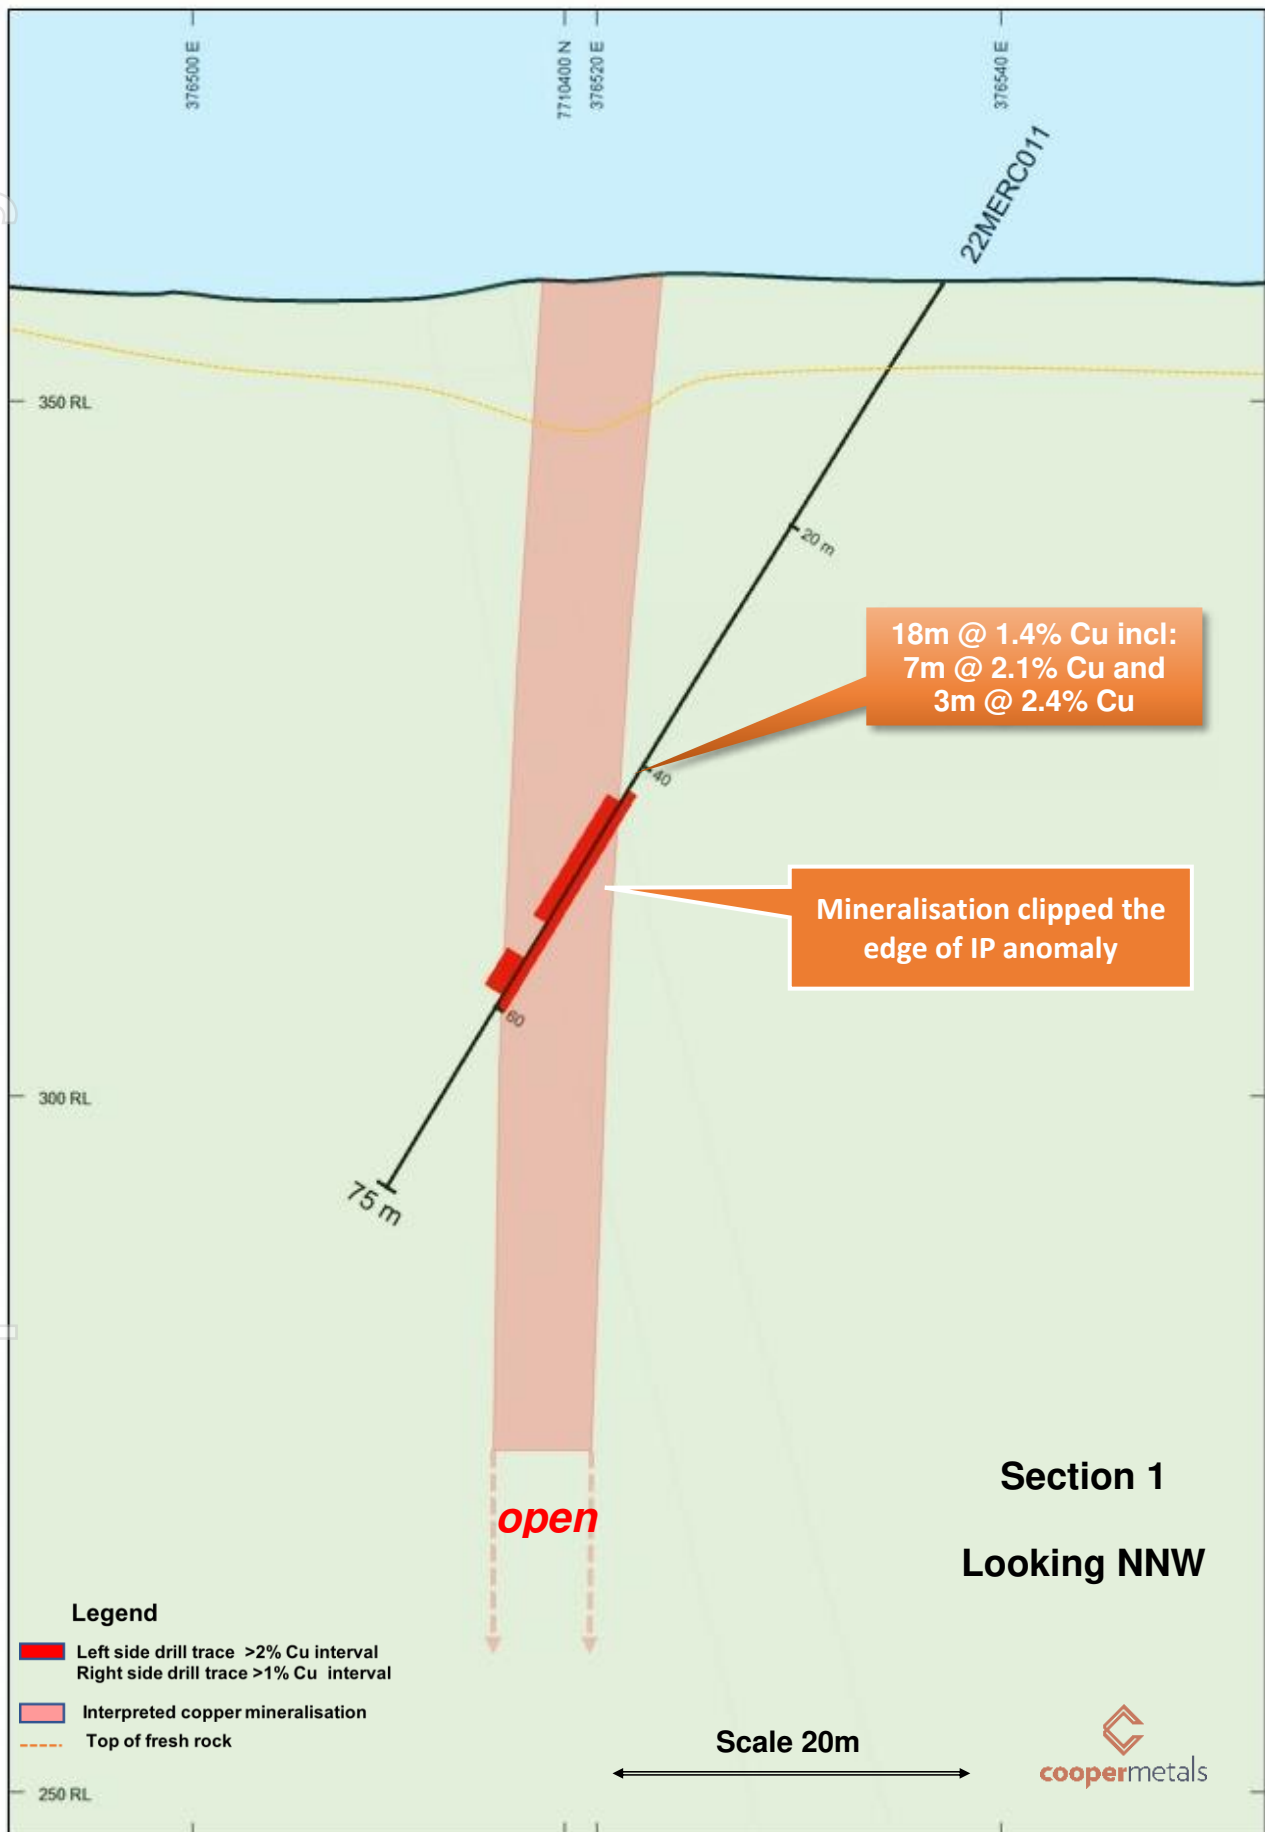 376500 E
7710400 N
376520 E
376540 E
22MERC011
350 RL
20 m
18m @ 1.4% Cu incl:
7m @ 2.1% Cu and
3m @ 2.4% Cu
40
Mineralisation clipped the
edge of IP anomaly
60
300 RL
75 m
Section 1
open
Looking NNW
Legend
Left side drill trace >2% Cu interval
Right side drill trace >1% Cu interval
Interpreted copper mineralisation
Top of fresh rock
Scale 20m
coopermetals
250 RL